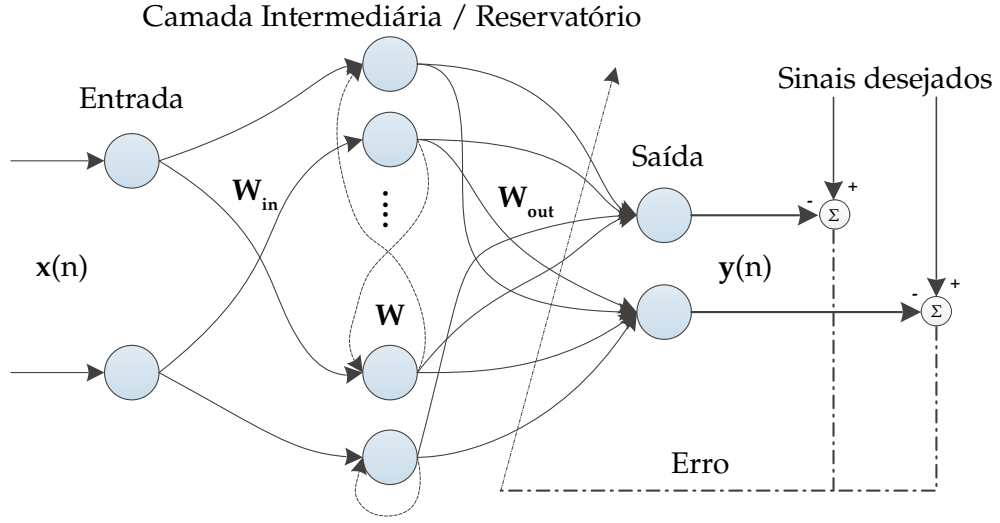 Camada Intermediária / Reservatório
Sinais desejados
Entrada
Saída
W_in
W_out
+
-
Σ
x(n)
y(n)
-
+
Σ
W
Erro